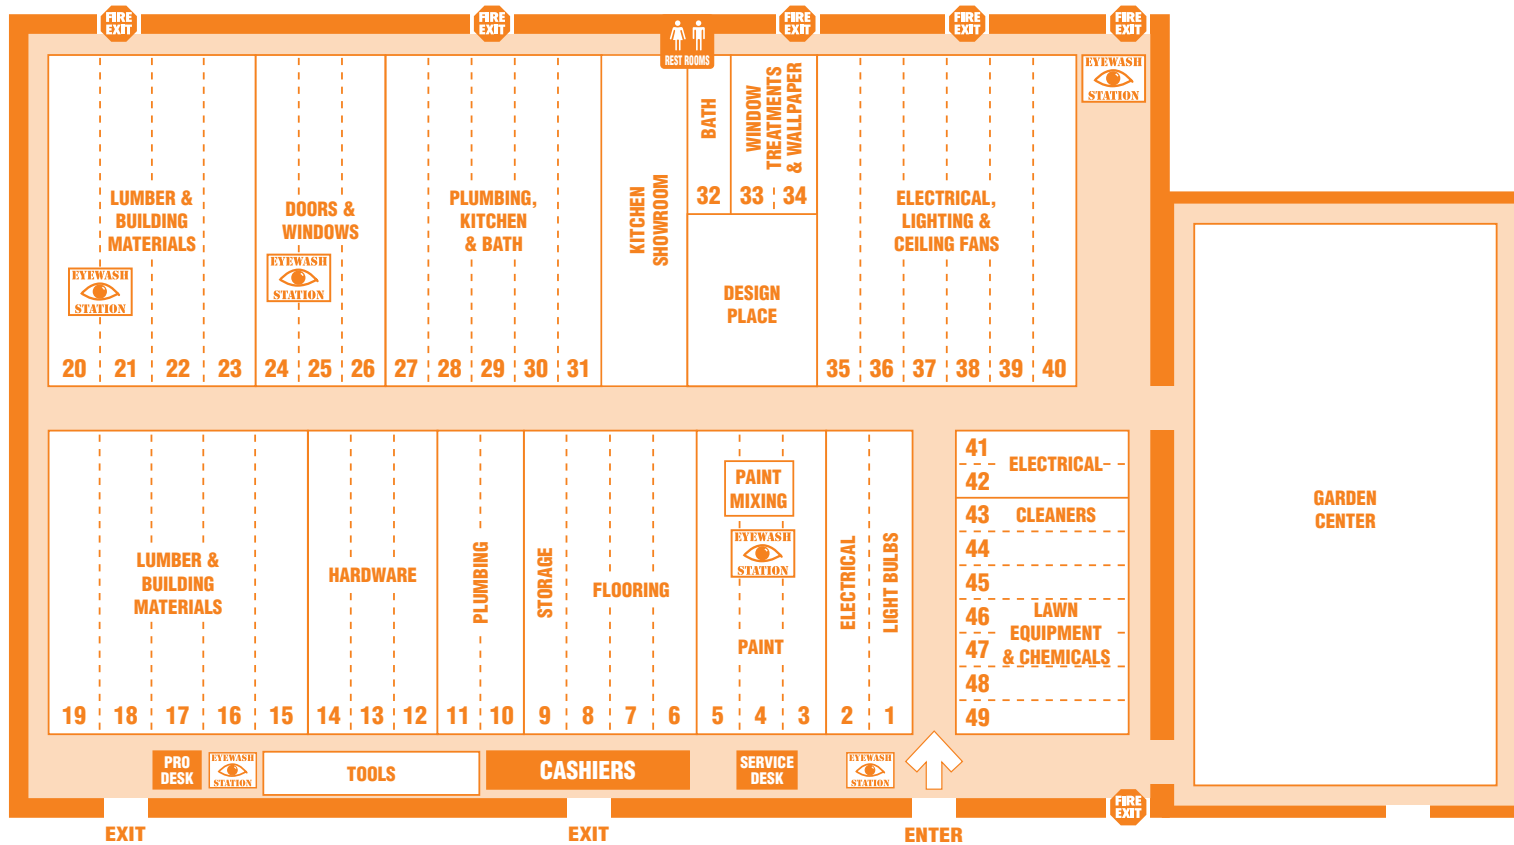 FIRE
EXIT
FIRE
EXIT
FIRE
EXIT
FIRE
EXIT
FIRE
EXIT
REST ROOMS
EYEWASH
STATION
LUMBER &
BUILDING
MATERIALS
EYEWASH
STATION
20 21 22 23
DOORS &
WINDOWS
EYEWASH
STATION
24 25 26
PLUMBING,
KITCHEN
& BATH
27 28 29 30 31
KITCHEN
SHOWROOM
BATH
32
WINDOW
TREATMENTS
& WALLPAPER
33 34
DESIGN
PLACE
ELECTRICAL,
LIGHTING &
CEILING FANS
35 36 37 38 39 40
LUMBER &
BUILDING
MATERIALS
19 18 17 16 15
HARDWARE
14 13 12
PLUMBING
11 10
STORAGE
FLOORING
9 8 7 6
PAINT
MIXING
EYEWASH
STATION
PAINT
5 4 3
ELECTRICAL
LIGHT BULBS
2 1
41
ELECTRICAL
42
43 CLEANERS
44
45
46
LAWN
EQUIPMENT
& CHEMICALS
47
48
49
GARDEN
CENTER
PRO
DESK
EYEWASH
STATION
TOOLS
CASHIERS
SERVICE
DESK
EYEWASH
STATION
FIRE
EXIT
EXIT
EXIT
ENTER